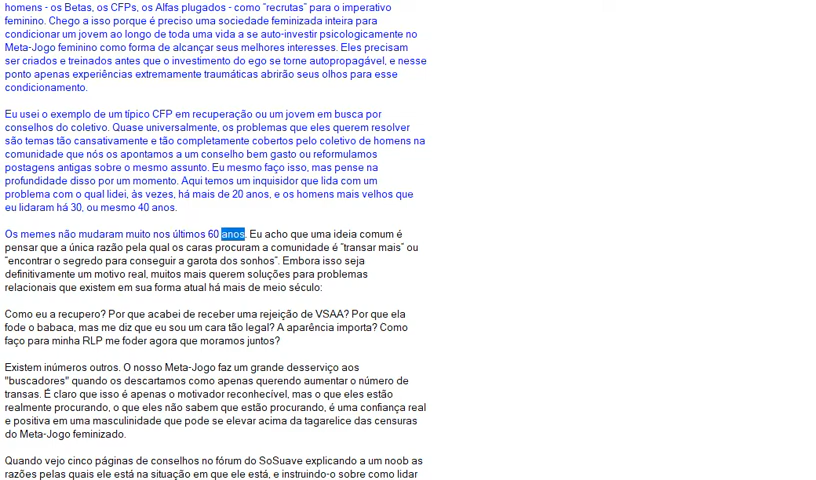 homens - os Betas, os CFPs, os Alfas plugados - como "recrutas" para o imperativo
feminino. Chego a isso porque é preciso uma sociedade feminizada inteira para
condicionar um jovem ao longo de toda uma vida a se auto-investir psicologicamente no
Meta-Jogo feminino como forma de alcançar seus melhores interesses. Eles precisam
ser criados e treinados antes que o investimento do ego se torne autopropagável, e nesse
ponto apenas experiências extremamente traumáticas abrirão seus olhos para esse
condicionamento.
Eu usei o exemplo de um típico CFP em recuperação ou um jovem em busca por
conselhos do coletivo. Quase universalmente, os problemas que eles querem resolver
são temas tão cansativamente e tão completamente cobertos pelo coletivo de homens na
comunidade que nós os apontamos a um conselho bem gasto ou reformulamos
postagens antigas sobre o mesmo assunto. Eu mesmo faço isso, mas pense na
profundidade disso por um momento. Aqui temos um inquisidor que lida com um
problema com o qual lidei, às vezes, há mais de 20 anos, e os homens mais velhos que
eu lidaram há 30, ou mesmo 40 anos.
Os memes não mudaram muito nos últimos 60 anos. Eu acho que uma ideia comum é
pensar que a única razão pela qual os caras procuram a comunidade é "transar mais" ou
"encontrar o segredo para conseguir a garota dos sonhos". Embora isso seja
definitivamente um motivo real, muitos mais querem soluções para problemas
relacionais que existem em sua forma atual há mais de meio século:
Como eu a recupero? Por que acabei de receber uma rejeição de VSAA? Por que ela
fode o babaca, mas me diz que eu sou um cara tão legal? A aparência importa? Como
faço para minha RLP me foder agora que moramos juntos?
Existem inúmeros outros. O nosso Meta-Jogo faz um grande desserviço aos
"buscadores" quando os descartamos como apenas querendo aumentar o número de
transas. É claro que isso é apenas o motivador reconhecível, mas o que eles estão
realmente procurando, o que eles não sabem que estão procurando, é uma confiança real
e positiva em uma masculinidade que pode se elevar acima da tagarelice das censuras
do Meta-Jogo feminizado.
Quando vejo cinco páginas de conselhos no fórum do SoSuave explicando a um noob as
razões pelas quais ele está na situação em que ele está, e instruindo-o sobre como lidar